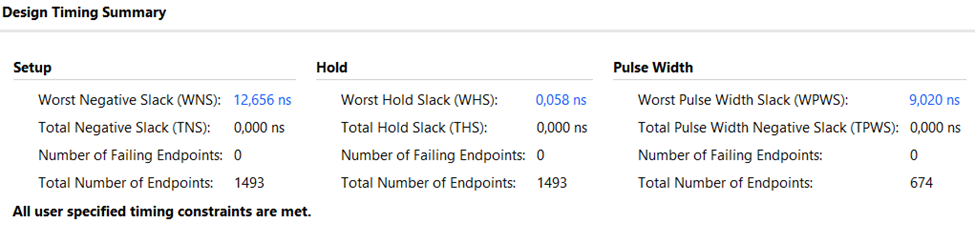 Design Timing Summary
Setup Hold Pulse Width
Worst Negative Slack (WNS): 12,656 ns Worst Hold Slack (WHS): 0,058 ns Worst Pulse Width Slack (WPWS): 9,020 ns
Total Negative Slack (TNS): 0,000 ns Total Hold Slack (THS): 0,000 ns Total Pulse Width Negative Slack (TPWS): 0,000 ns
Number of Failing Endpoints: 0 Number of Failing Endpoints: 0 Number of Failing Endpoints: 0
Total Number of Endpoints: 1493 Total Number of Endpoints: 1493 Total Number of Endpoints: 674
All user specified timing constraints are met.